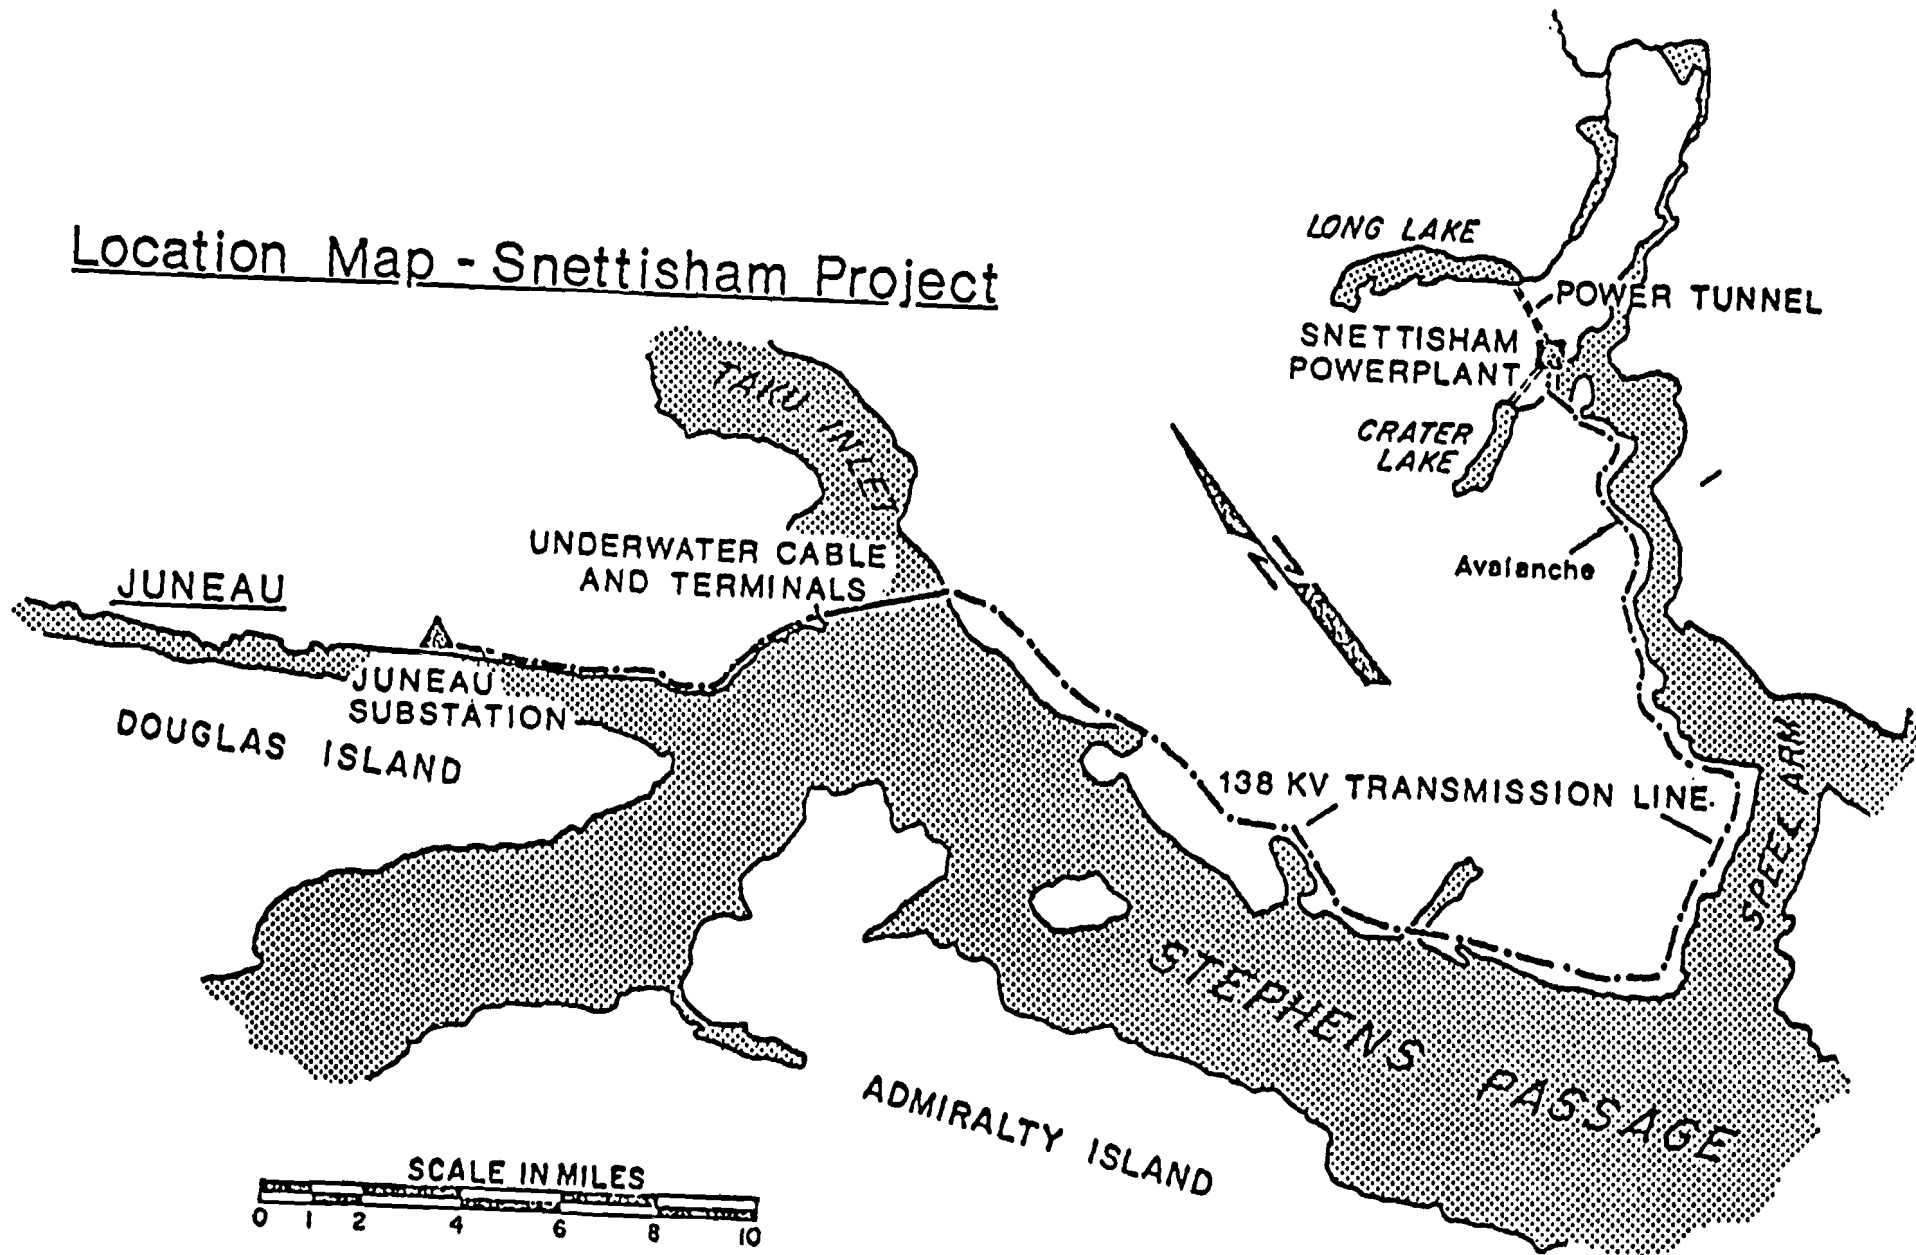 Location Map - Snettisham Project
LONG LAKE
POWER TUNNEL
SNETTISHAM
POWERPLANT
CRATER
LAKE
TAKU INLET
N
Avalanche
UNDERWATER CABLE
AND TERMINALS
JUNEAU
JUNEAU
SUBSTATION
DOUGLAS ISLAND
138 KV TRANSMISSION LINE
SPEEL ARM
STEPHENS PASSAGE
ADMIRALTY ISLAND
SCALE IN MILES
0 1 2 4 6 8 10